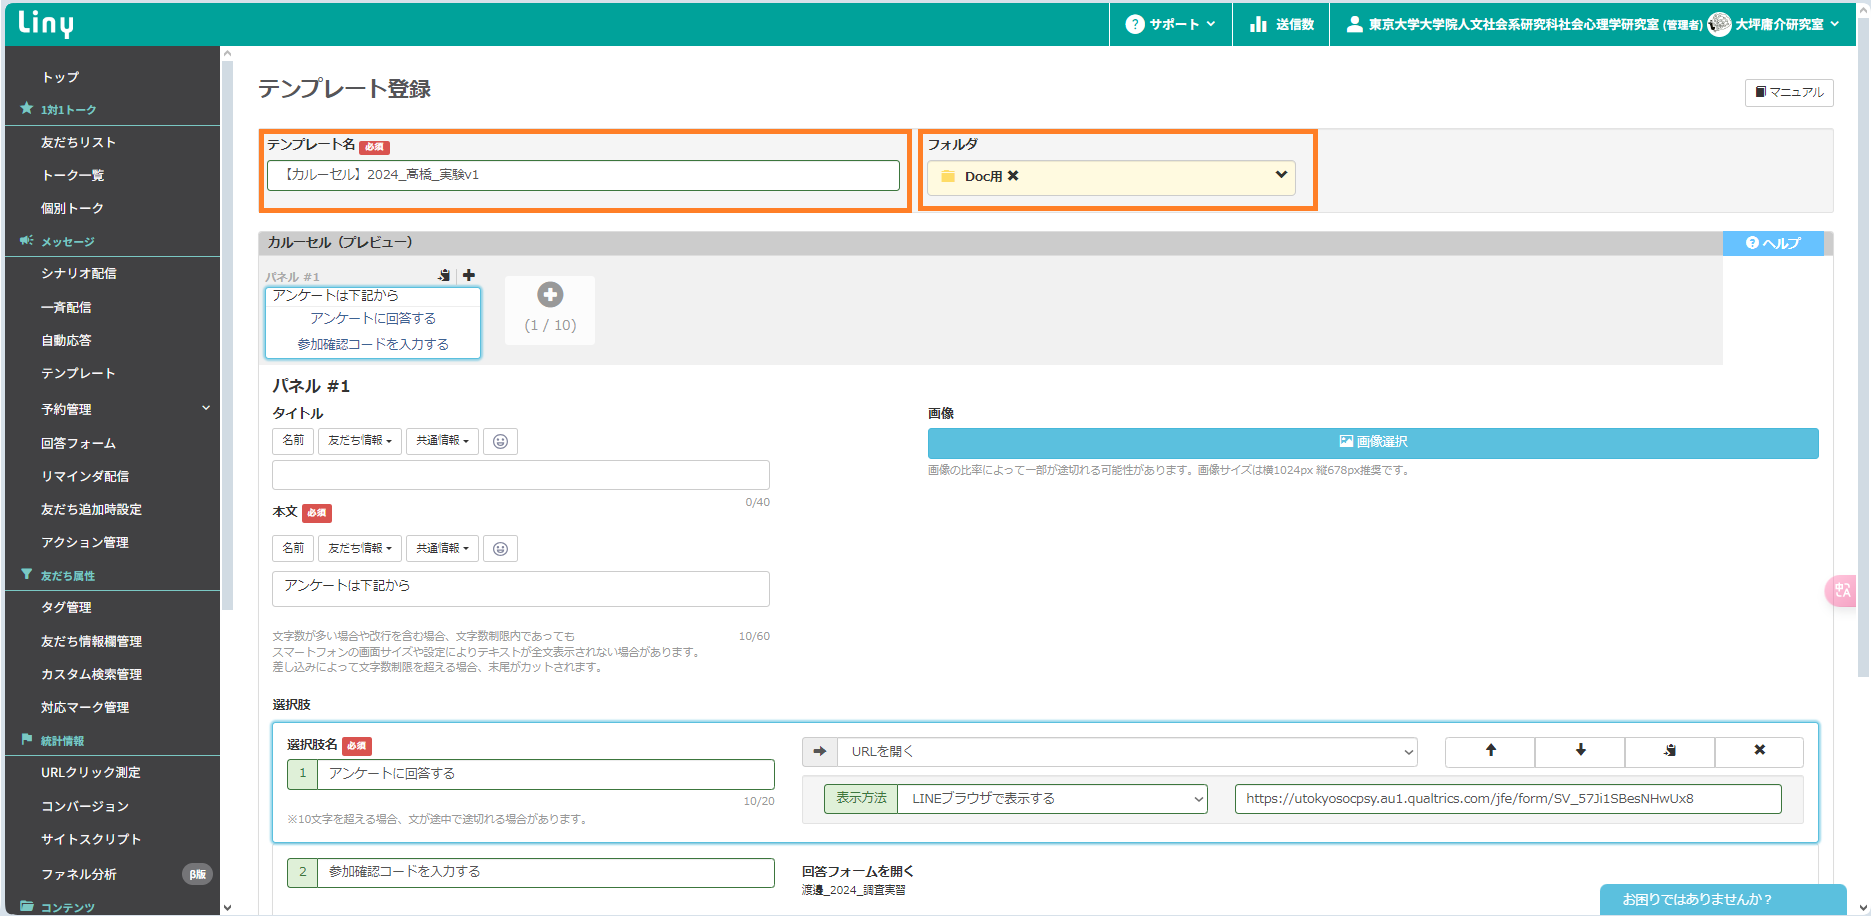 Liny
サポート
送信数
東京大学大学院人文社会系研究科社会心理学研究室 (管理者)
大坪庸介研究室
トップ
1対1トーク
友だちリスト
トーク一覧
個別トーク
メッセージ
シナリオ配信
一斉配信
自動応答
テンプレート
予約管理
回答フォーム
リマインダ配信
友だち追加時設定
アクション管理
友だち属性
タグ管理
友だち情報欄管理
カスタム検索管理
対応マーク管理
統計情報
URLクリック測定
コンバージョン
サイトスクリプト
ファネル分析 β版
コンテンツ
テンプレート登録
マニュアル
テンプレート名 必須
【カルーセル】2024_高橋_実験v1
フォルダ
Doc用
カルーセル（プレビュー）
ヘルプ
パネル #1
アンケートは下記から
アンケートに回答する
参加確認コードを入力する
(1 / 10)
パネル #1
タイトル
名前 友だち情報 共通情報
0/40
画像
画像選択
画像の比率によって一部が途切れる可能性があります。画像サイズは横1024px 縦678px推奨です。
本文 必須
名前 友だち情報 共通情報
アンケートは下記から
10/60
文字数が多い場合や改行を含む場合、文字数制限内であっても
スマートフォンの画面サイズや設定によりテキストが全文表示されない場合があります。
差し込みによって文字数制限を超える場合、末尾がカットされます。
選択肢
選択肢名 必須
1 アンケートに回答する
10/20
※10文字を超える場合、文が途中で途切れる場合があります。
URLを開く
表示方法 LINEブラウザで表示する
https://utokyosocpsy.au1.qualtrics.com/jfe/form/SV_57Ji1SBesNHwUx8
2 参加確認コードを入力する
回答フォームを開く
渡邊_2024_調査実習
お困りではありませんか？
中
A